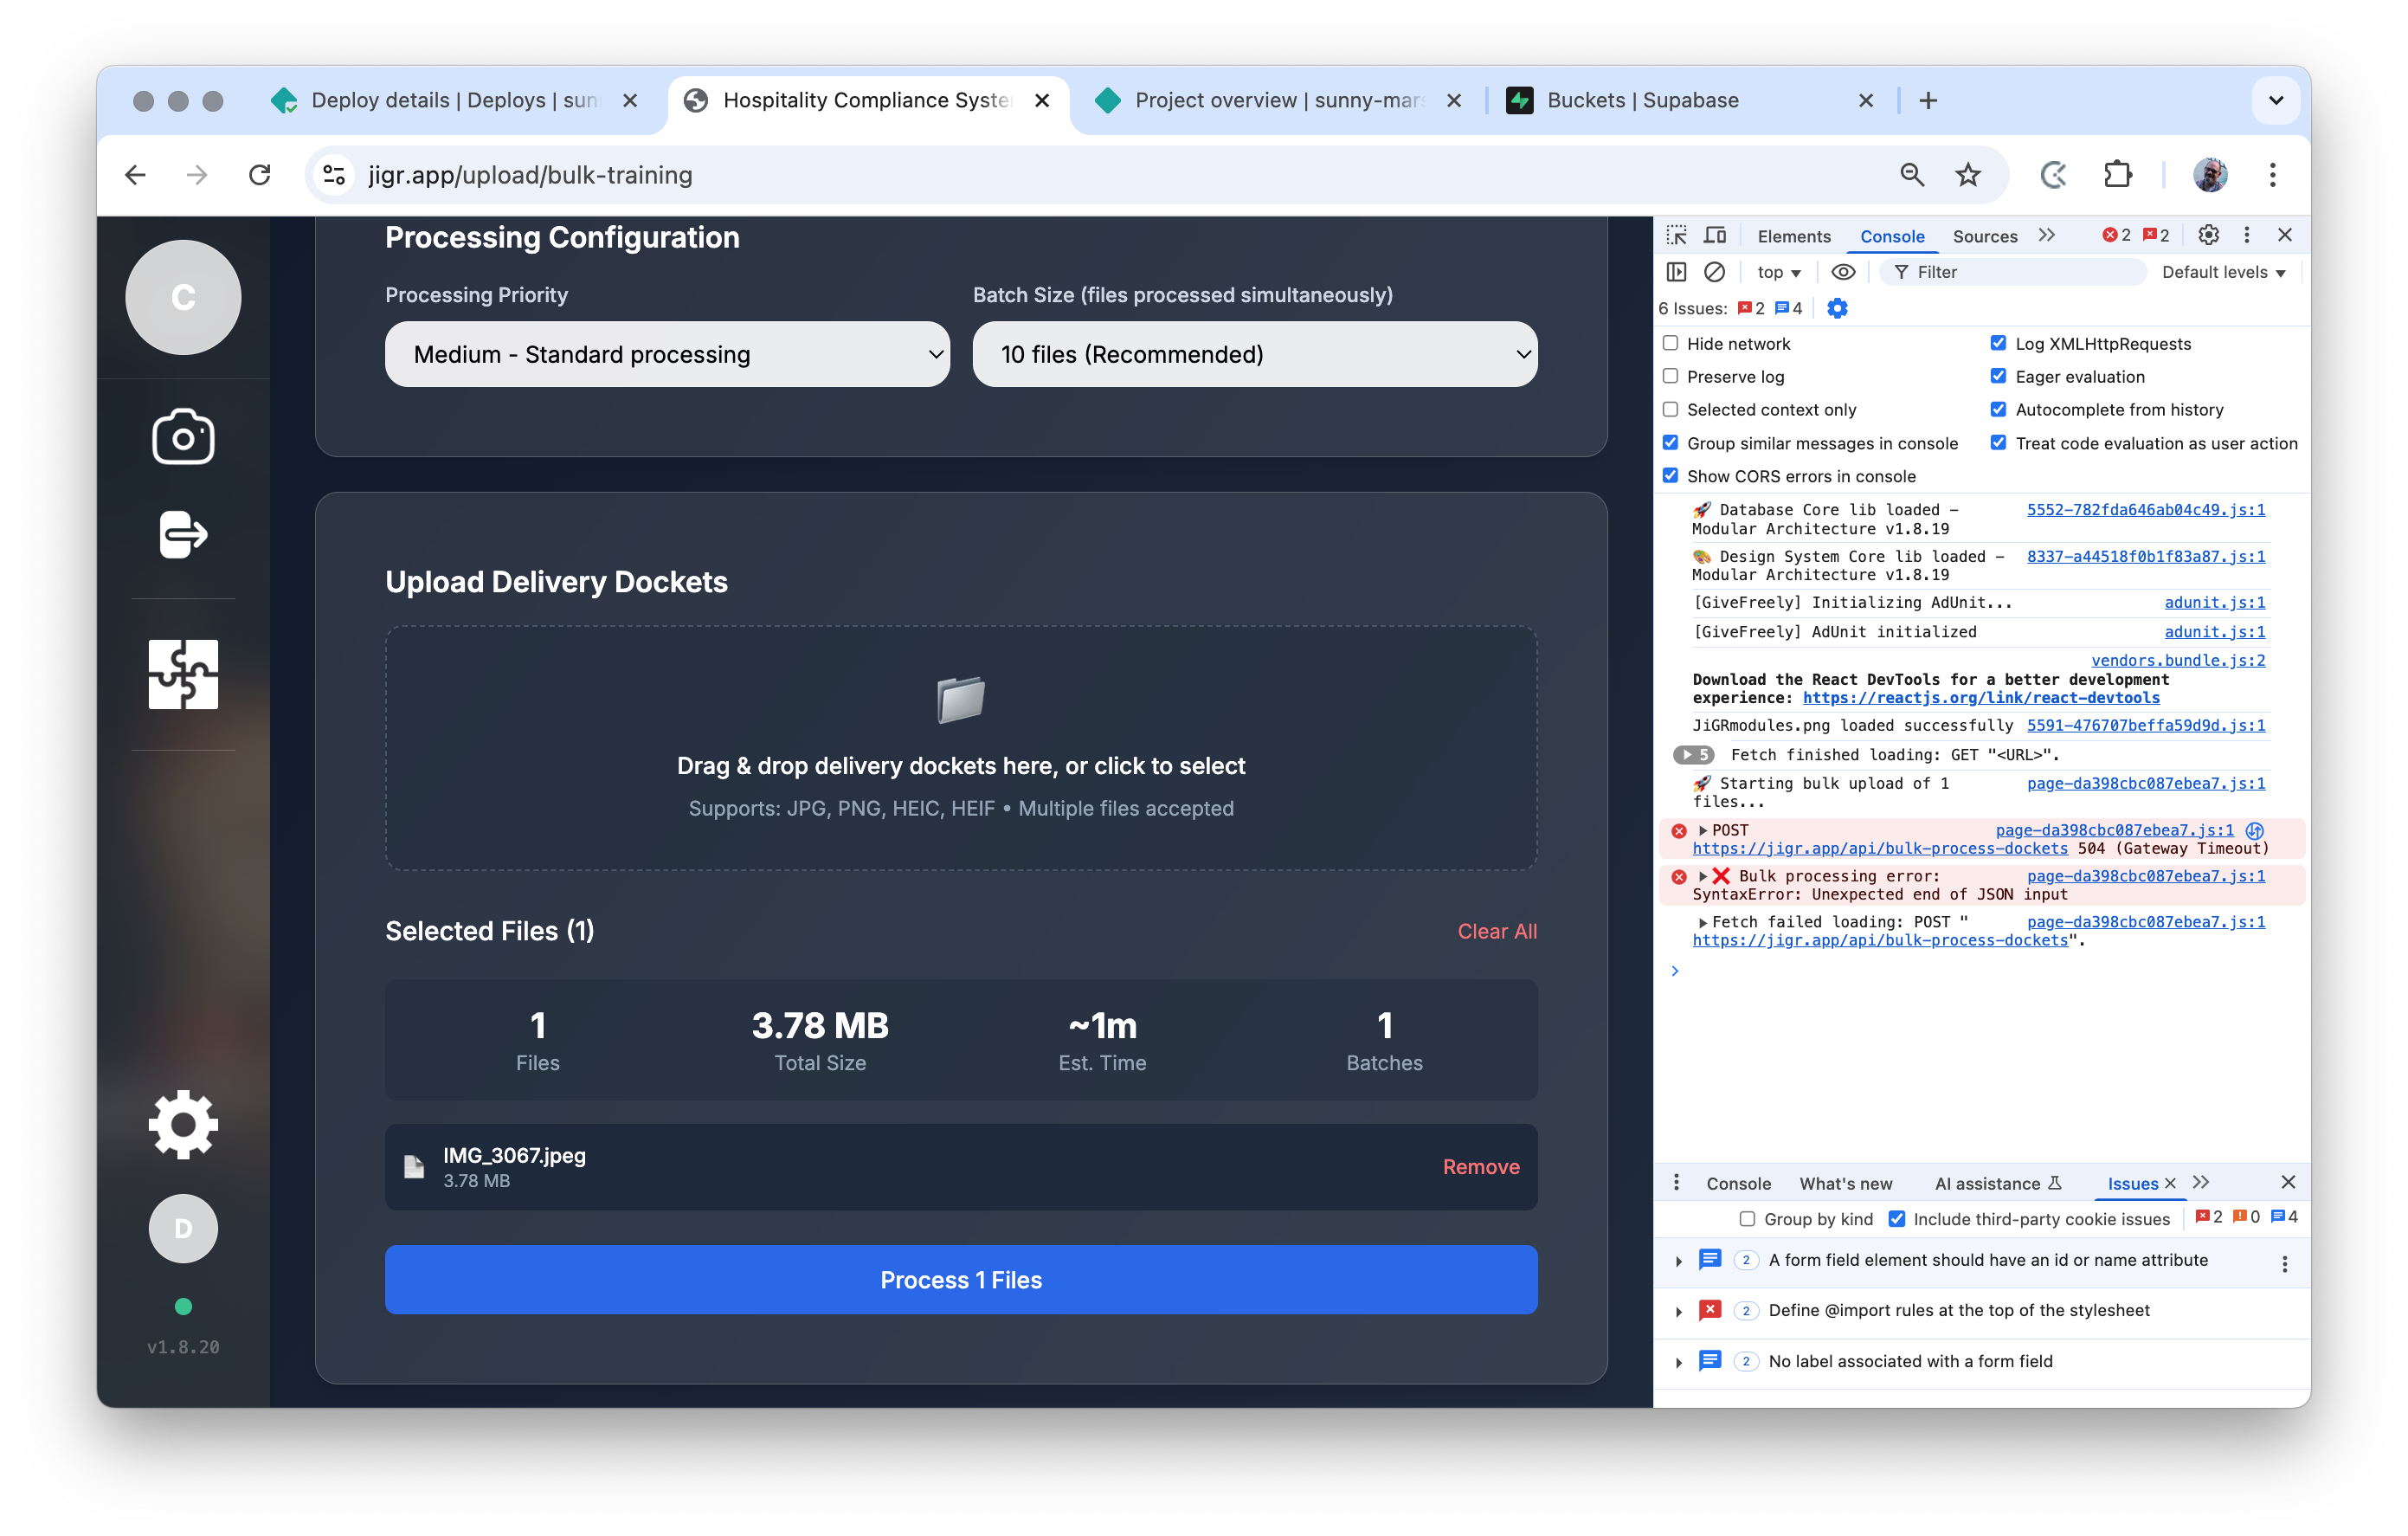 Deploy details | Deploys | sun
Hospitality Compliance Syste
Project overview | sunny-mars
Buckets | Supabase
jigr.app/upload/bulk-training
C
D
v1.8.20
Processing Configuration
Processing Priority
Batch Size (files processed simultaneously)
Medium - Standard processing
10 files (Recommended)
Upload Delivery Dockets
Drag & drop delivery dockets here, or click to select
Supports: JPG, PNG, HEIC, HEIF • Multiple files accepted
Selected Files (1)
Clear All
1
3.78 MB
~1m
1
Files
Total Size
Est. Time
Batches
IMG_3067.jpeg
3.78 MB
Remove
Process 1 Files
Elements
Console
Sources
2
2
top
Filter
Default levels
6 Issues:
2
4
Hide network
Log XMLHttpRequests
Preserve log
Eager evaluation
Selected context only
Autocomplete from history
Group similar messages in console
Treat code evaluation as user action
Show CORS errors in console
🚀 Database Core lib loaded – 5552-782fda646ab04c49.js:1
Modular Architecture v1.8.19
🎨 Design System Core lib loaded – 8337-a44518f0b1f83a87.js:1
Modular Architecture v1.8.19
[GiveFreely] Initializing AdUnit... adunit.js:1
[GiveFreely] AdUnit initialized adunit.js:1
vendors.bundle.js:2
Download the React DevTools for a better development
experience: https://reactjs.org/link/react-devtools
JiGRmodules.png loaded successfully 5591-476707beffa59d9d.js:1
5 Fetch finished loading: GET "<URL>".
🚀 Starting bulk upload of 1 page-da398cbc087ebea7.js:1
files...
POST page-da398cbc087ebea7.js:1
https://jigr.app/api/bulk-process-dockets 504 (Gateway Timeout)
❌ Bulk processing error: page-da398cbc087ebea7.js:1
SyntaxError: Unexpected end of JSON input
Fetch failed loading: POST " page-da398cbc087ebea7.js:1
https://jigr.app/api/bulk-process-dockets".
Console
What's new
AI assistance
Issues
Group by kind
Include third-party cookie issues
2
0
4
2 A form field element should have an id or name attribute
2 Define @import rules at the top of the stylesheet
2 No label associated with a form field